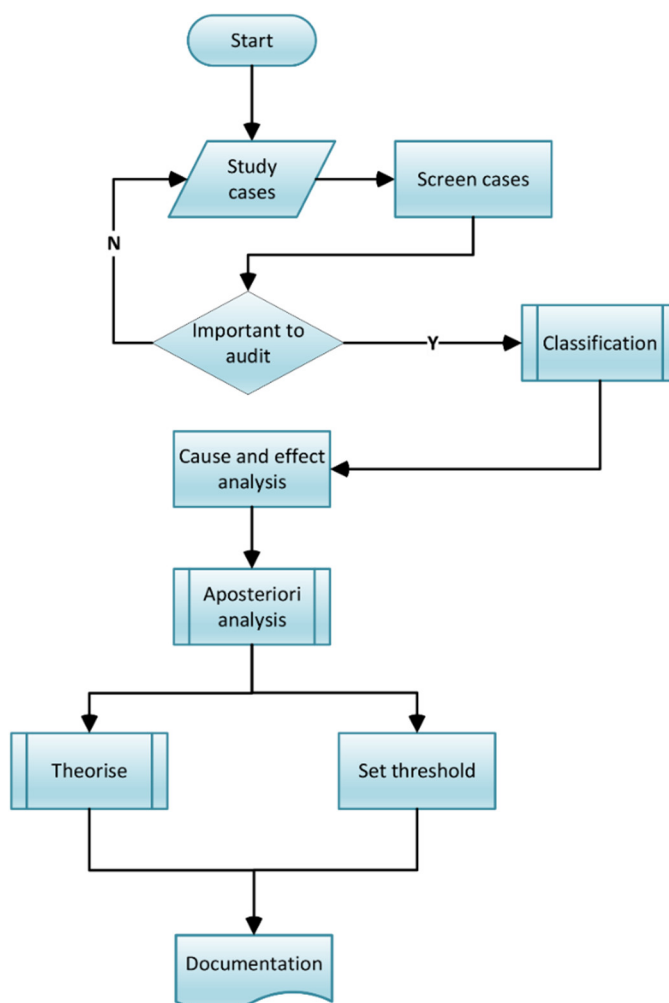 Start
Study
cases
Screen cases
N
Important to
audit
Y
Classification
Cause and effect
analysis
Aposteriori
analysis
Theorise
Set threshold
Documentation